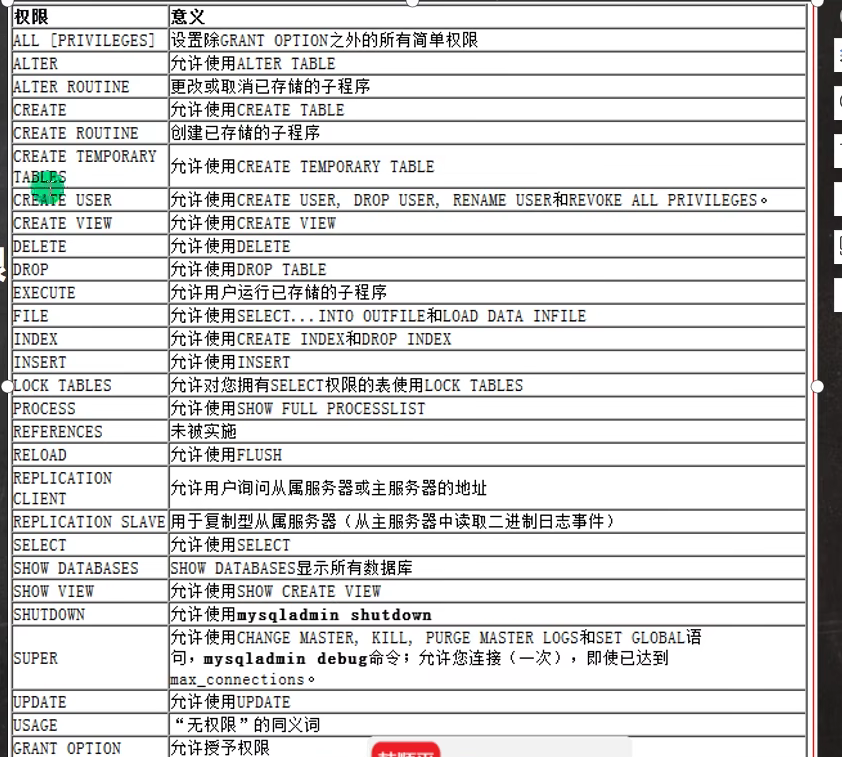 权限 意义
ALL [PRIVILEGES] 设置除GRANT OPTION之外的所有简单权限
ALTER 允许使用ALTER TABLE
ALTER ROUTINE 更改或取消已存储的子程序
CREATE 允许使用CREATE TABLE
CREATE ROUTINE 创建已存储的子程序
CREATE TEMPORARY
TABLES 允许使用CREATE TEMPORARY TABLE
CREATE USER 允许使用CREATE USER, DROP USER, RENAME USER和REVOKE ALL PRIVILEGES。
CREATE VIEW 允许使用CREATE VIEW
DELETE 允许使用DELETE
DROP 允许使用DROP TABLE
EXECUTE 允许用户运行已存储的子程序
FILE 允许使用SELECT...INTO OUTFILE和LOAD DATA INFILE
INDEX 允许使用CREATE INDEX和DROP INDEX
INSERT 允许使用INSERT
LOCK TABLES 允许对您拥有SELECT权限的表使用LOCK TABLES
PROCESS 允许使用SHOW FULL PROCESSLIST
REFERENCES 未被实施
RELOAD 允许使用FLUSH
REPLICATION
CLIENT 允许用户询问从属服务器或主服务器的地址
REPLICATION SLAVE 用于复制型从属服务器（从主服务器中读取二进制日志事件）
SELECT 允许使用SELECT
SHOW DATABASES SHOW DATABASES显示所有数据库
SHOW VIEW 允许使用SHOW CREATE VIEW
SHUTDOWN 允许使用mysqladmin shutdown
SUPER 允许使用CHANGE MASTER, KILL, PURGE MASTER LOGS和SET GLOBAL语
句，mysqladmin debug命令；允许您连接（一次），即使已达到
max_connections。
UPDATE 允许使用UPDATE
USAGE “无权限”的同义词
GRANT OPTION 允许授予权限